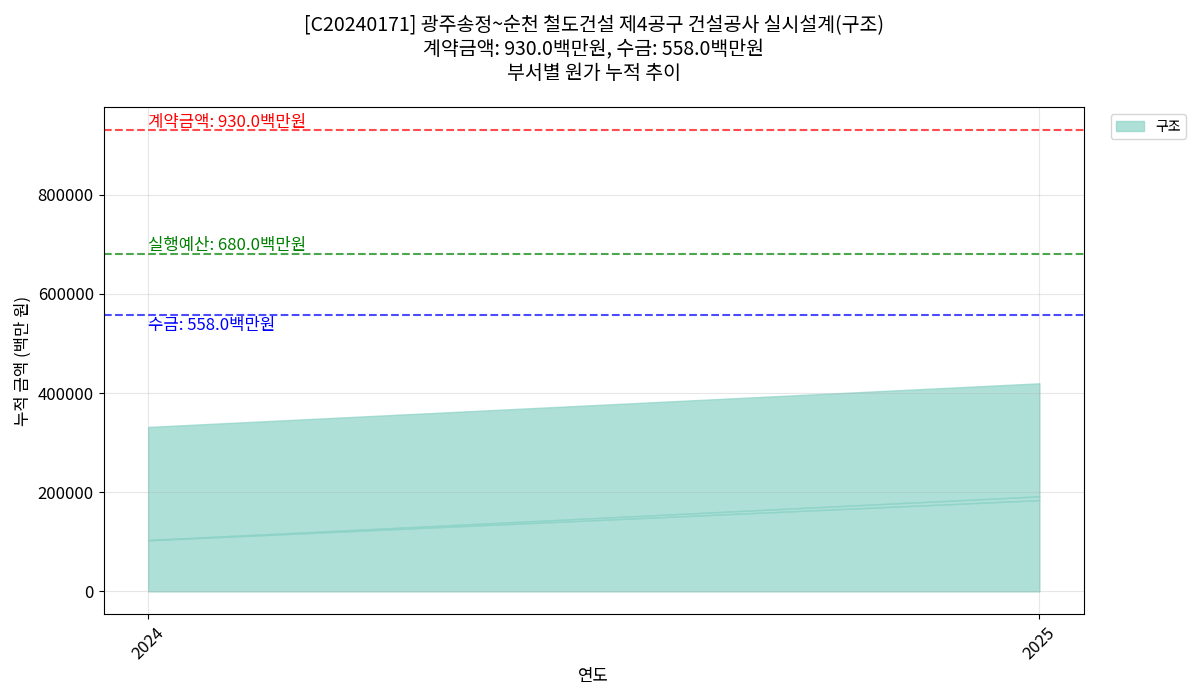 [C20240171] 광주송정~순천 철도건설 제4공구 건설공사 실시설계(구조)
계약금액: 930.0백만원, 수금: 558.0백만원
부서별 원가 누적 추이
계약금액: 930.0백만원
구조
800000
실행예산: 680.0백만원
600000
수금: 558.0백만원
누적 금액 (백만 원)
400000
200000
0
2024
2025
연도